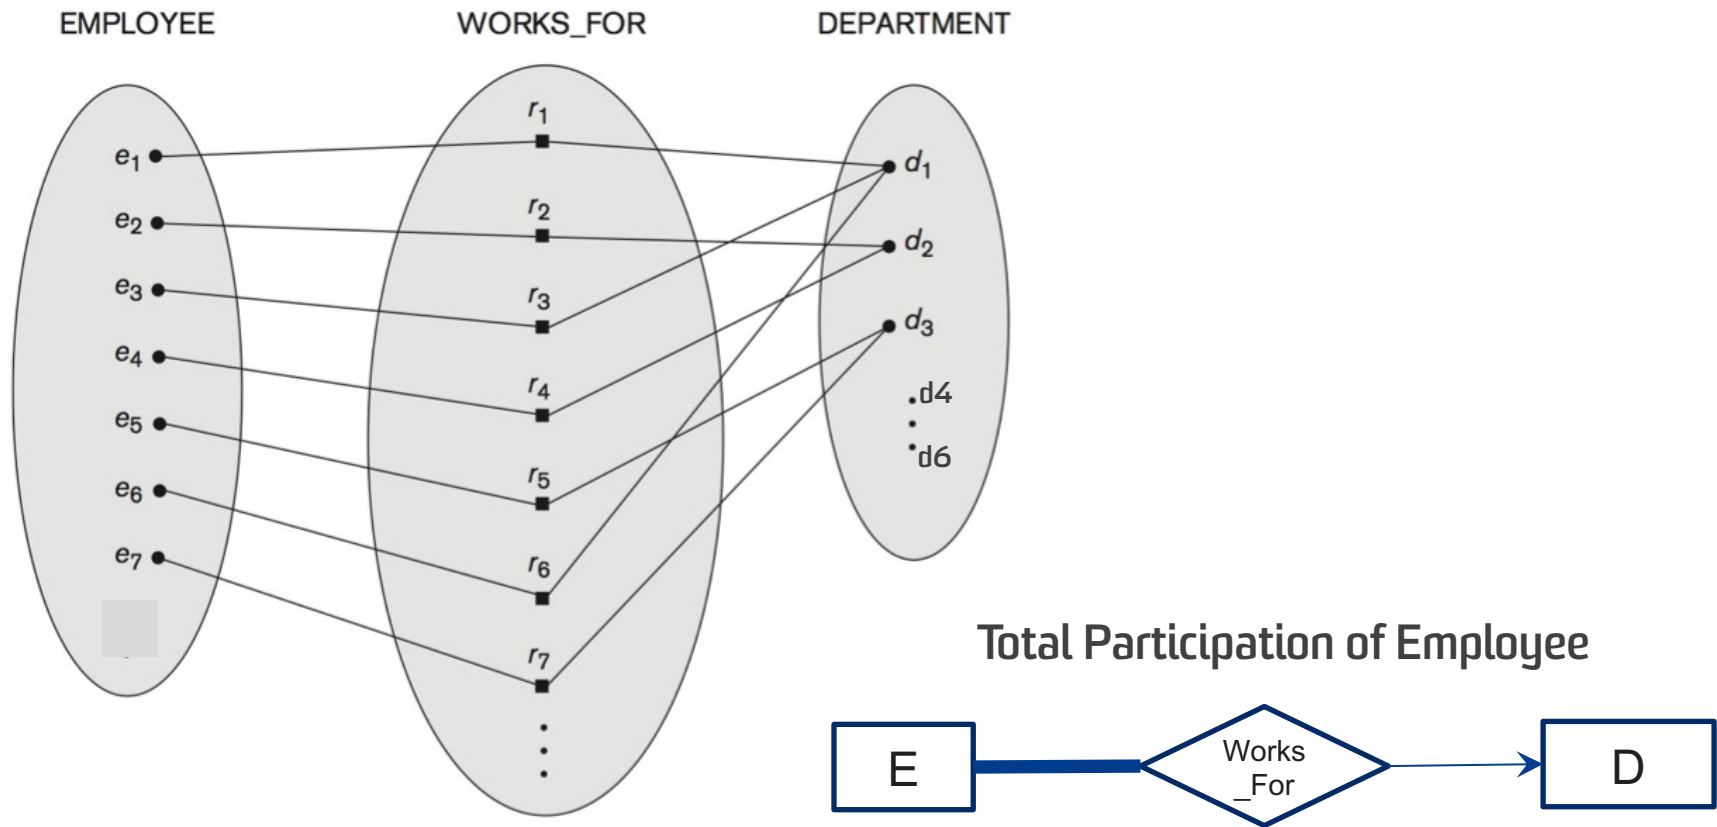 EMPLOYEE WORKS_FOR DEPARTMENT
r1
e1
d1
r2
e2
d2
e3
r3
d3
e4
r4
d4
e5
d6
r5
e6
r6
e7
Total Participation of Employee
r7
E
Works
_For
D